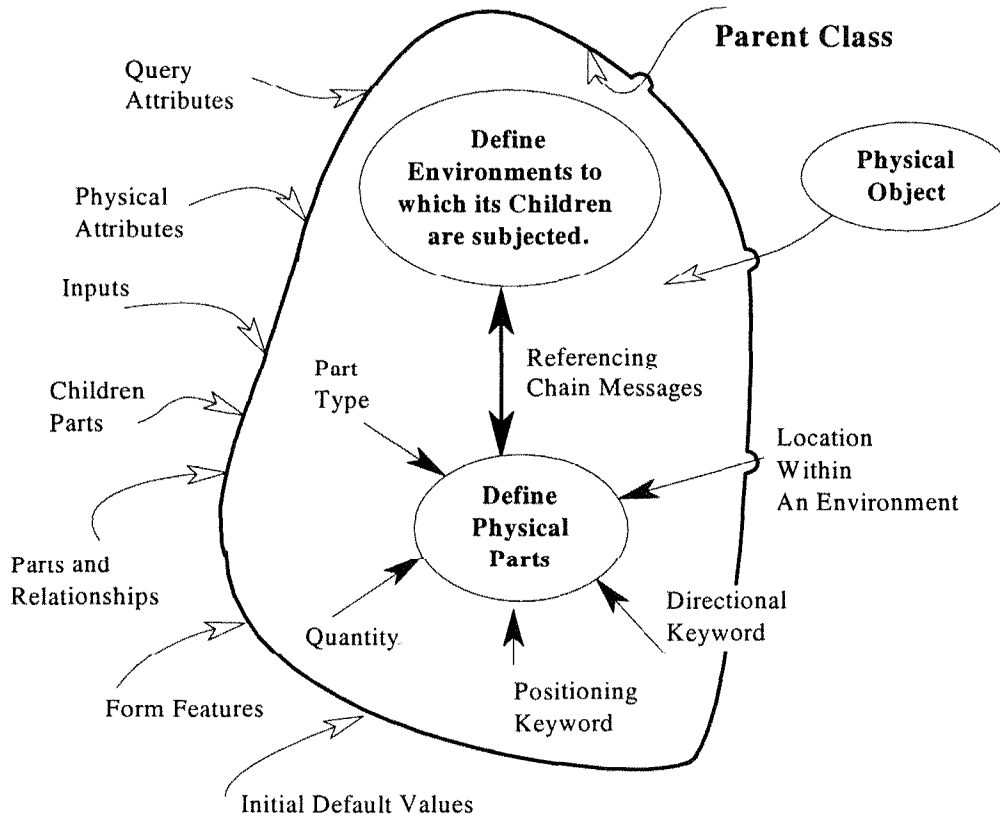 Parent Class
Query
Attributes
Define
Environments to
which its Children
are subjected.
Physical
Object
Physical
Attributes
Inputs
Referencing
Chain Messages
Part
Type
Children
Parts
Location
Within
An Environment
Define
Physical
Parts
Parts and
Relationships
Directional
Keyword
Quantity
Positioning
Keyword
Form Features
Initial Default Values